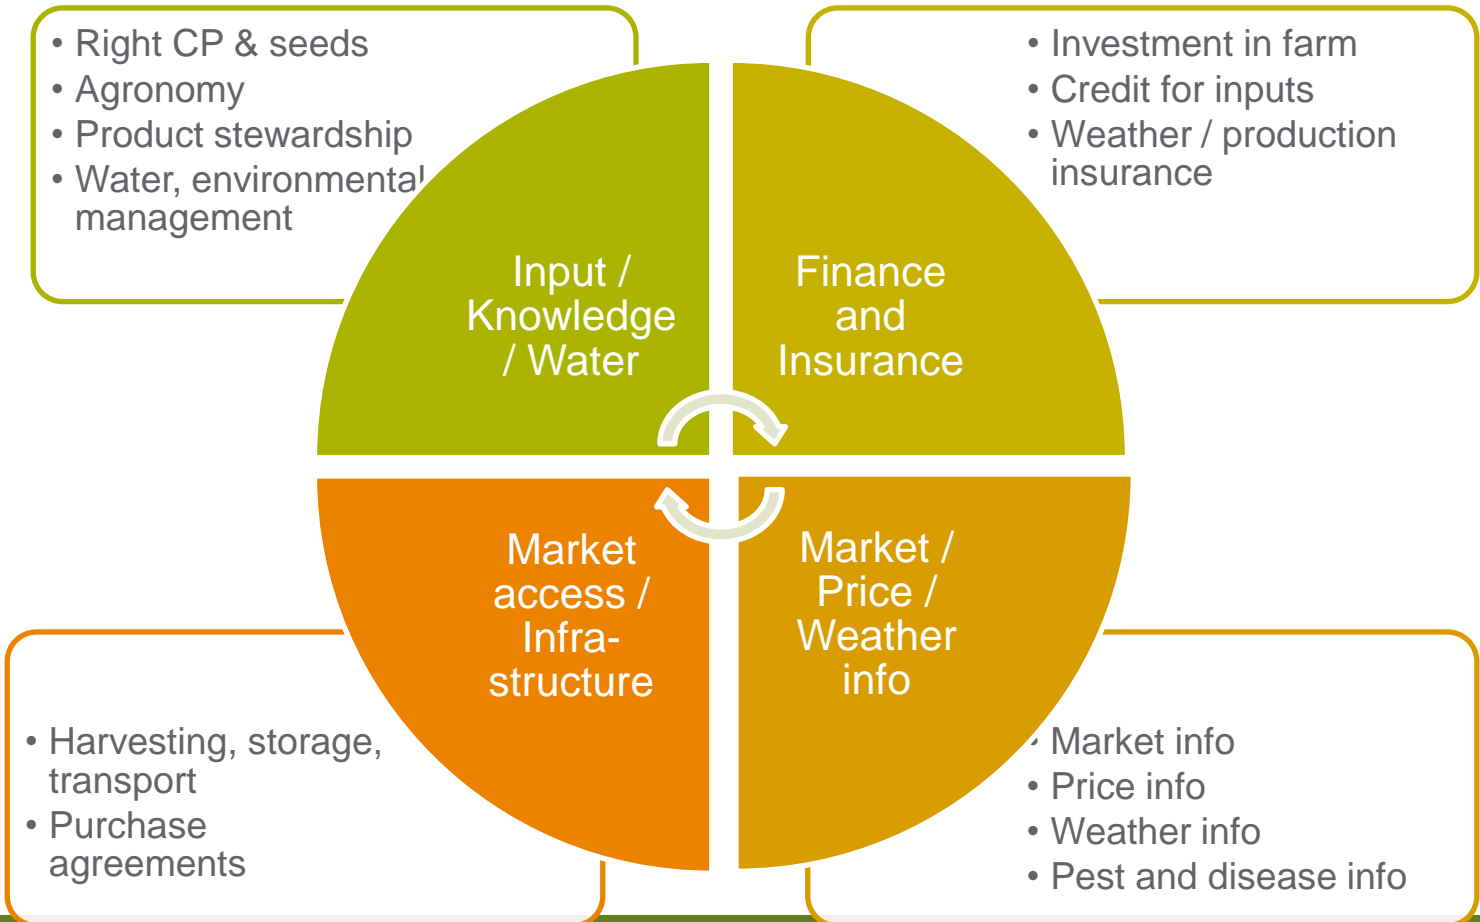 • Right CP & seeds
• Agronomy
• Product stewardship
• Water, environmental
management
• Investment in farm
• Credit for inputs
• Weather / production
insurance
Input /
Knowledge
/ Water
Finance
and
Insurance
Market
access /
Infra-
structure
Market /
Price /
Weather
info
• Harvesting, storage,
transport
• Purchase
agreements
• Market info
• Price info
• Weather info
• Pest and disease info